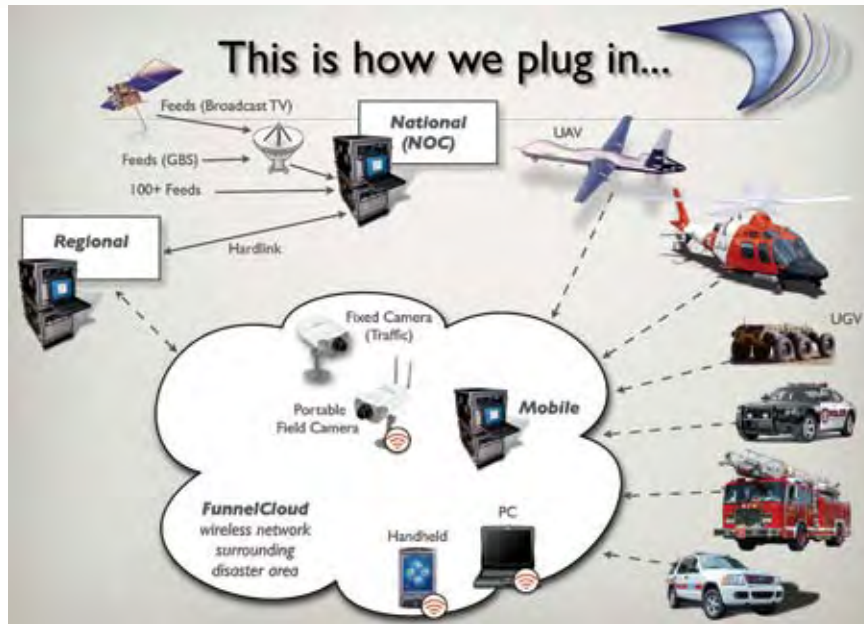 This is how we plug in...
Feeds (Broadcast TV)
National
(NOC)
UAV
Feeds (GBS)
100+ Feeds
Regional
Hardlink
Fixed Camera
(Traffic)
UGV
Portable
Field Camera
Mobile
FunnelCloud
wireless network
surrounding
disaster area
Handheld
PC